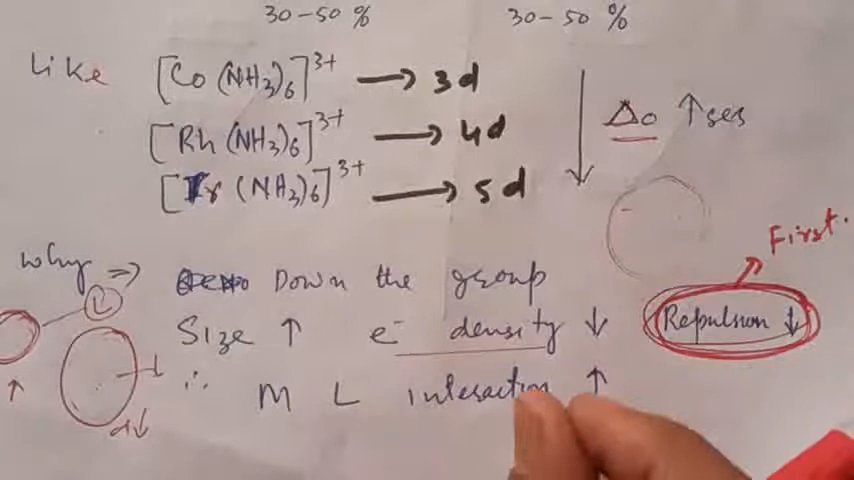 30-50 % 30-50 %
Like [Co (NH3)6]3+ → 3d
[Rh (NH3)6]3+ → 4d
Δo ↑ses
[Ir (NH3)6]3+ → 5d
First.
why ⇒ Down the group
L
Size ↑ e- density ↓ Repulsion ↓
L
↑
∴ M L interaction ↑
d↓